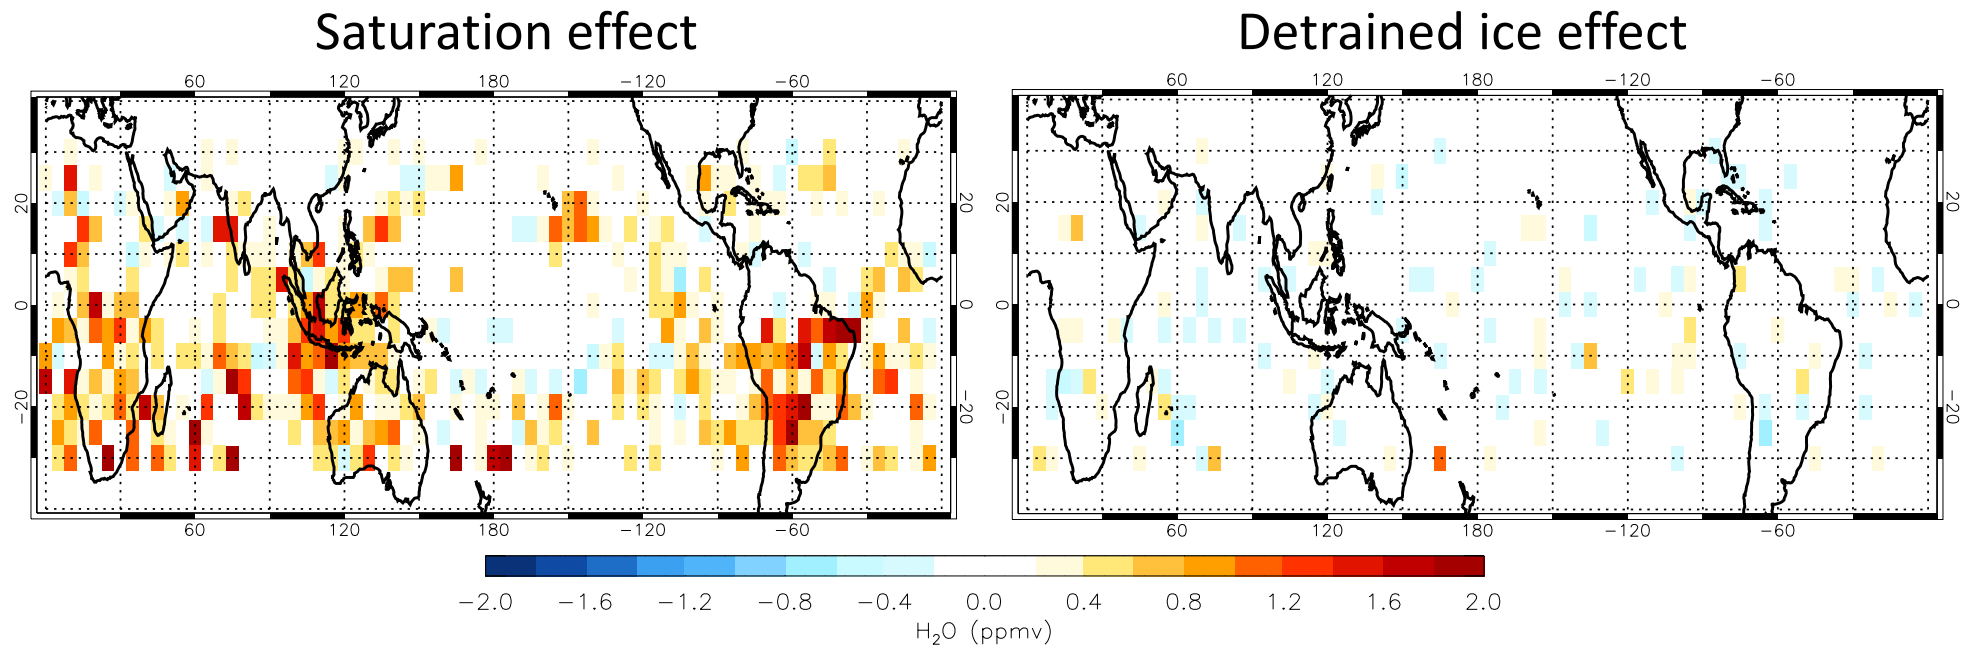 Saturation effect
Detrained ice effect
60 120 180 −120 −60
60 120 180 −120 −60
20 20 20 20
0 0 0 0
−20 −20 −20 −20
60 120 180 −120 −60
60 120 180 −120 −60
−2.0 −1.6 −1.2 −0.8 −0.4 0.0 0.4 0.8 1.2 1.6 2.0
H₂O (ppmv)